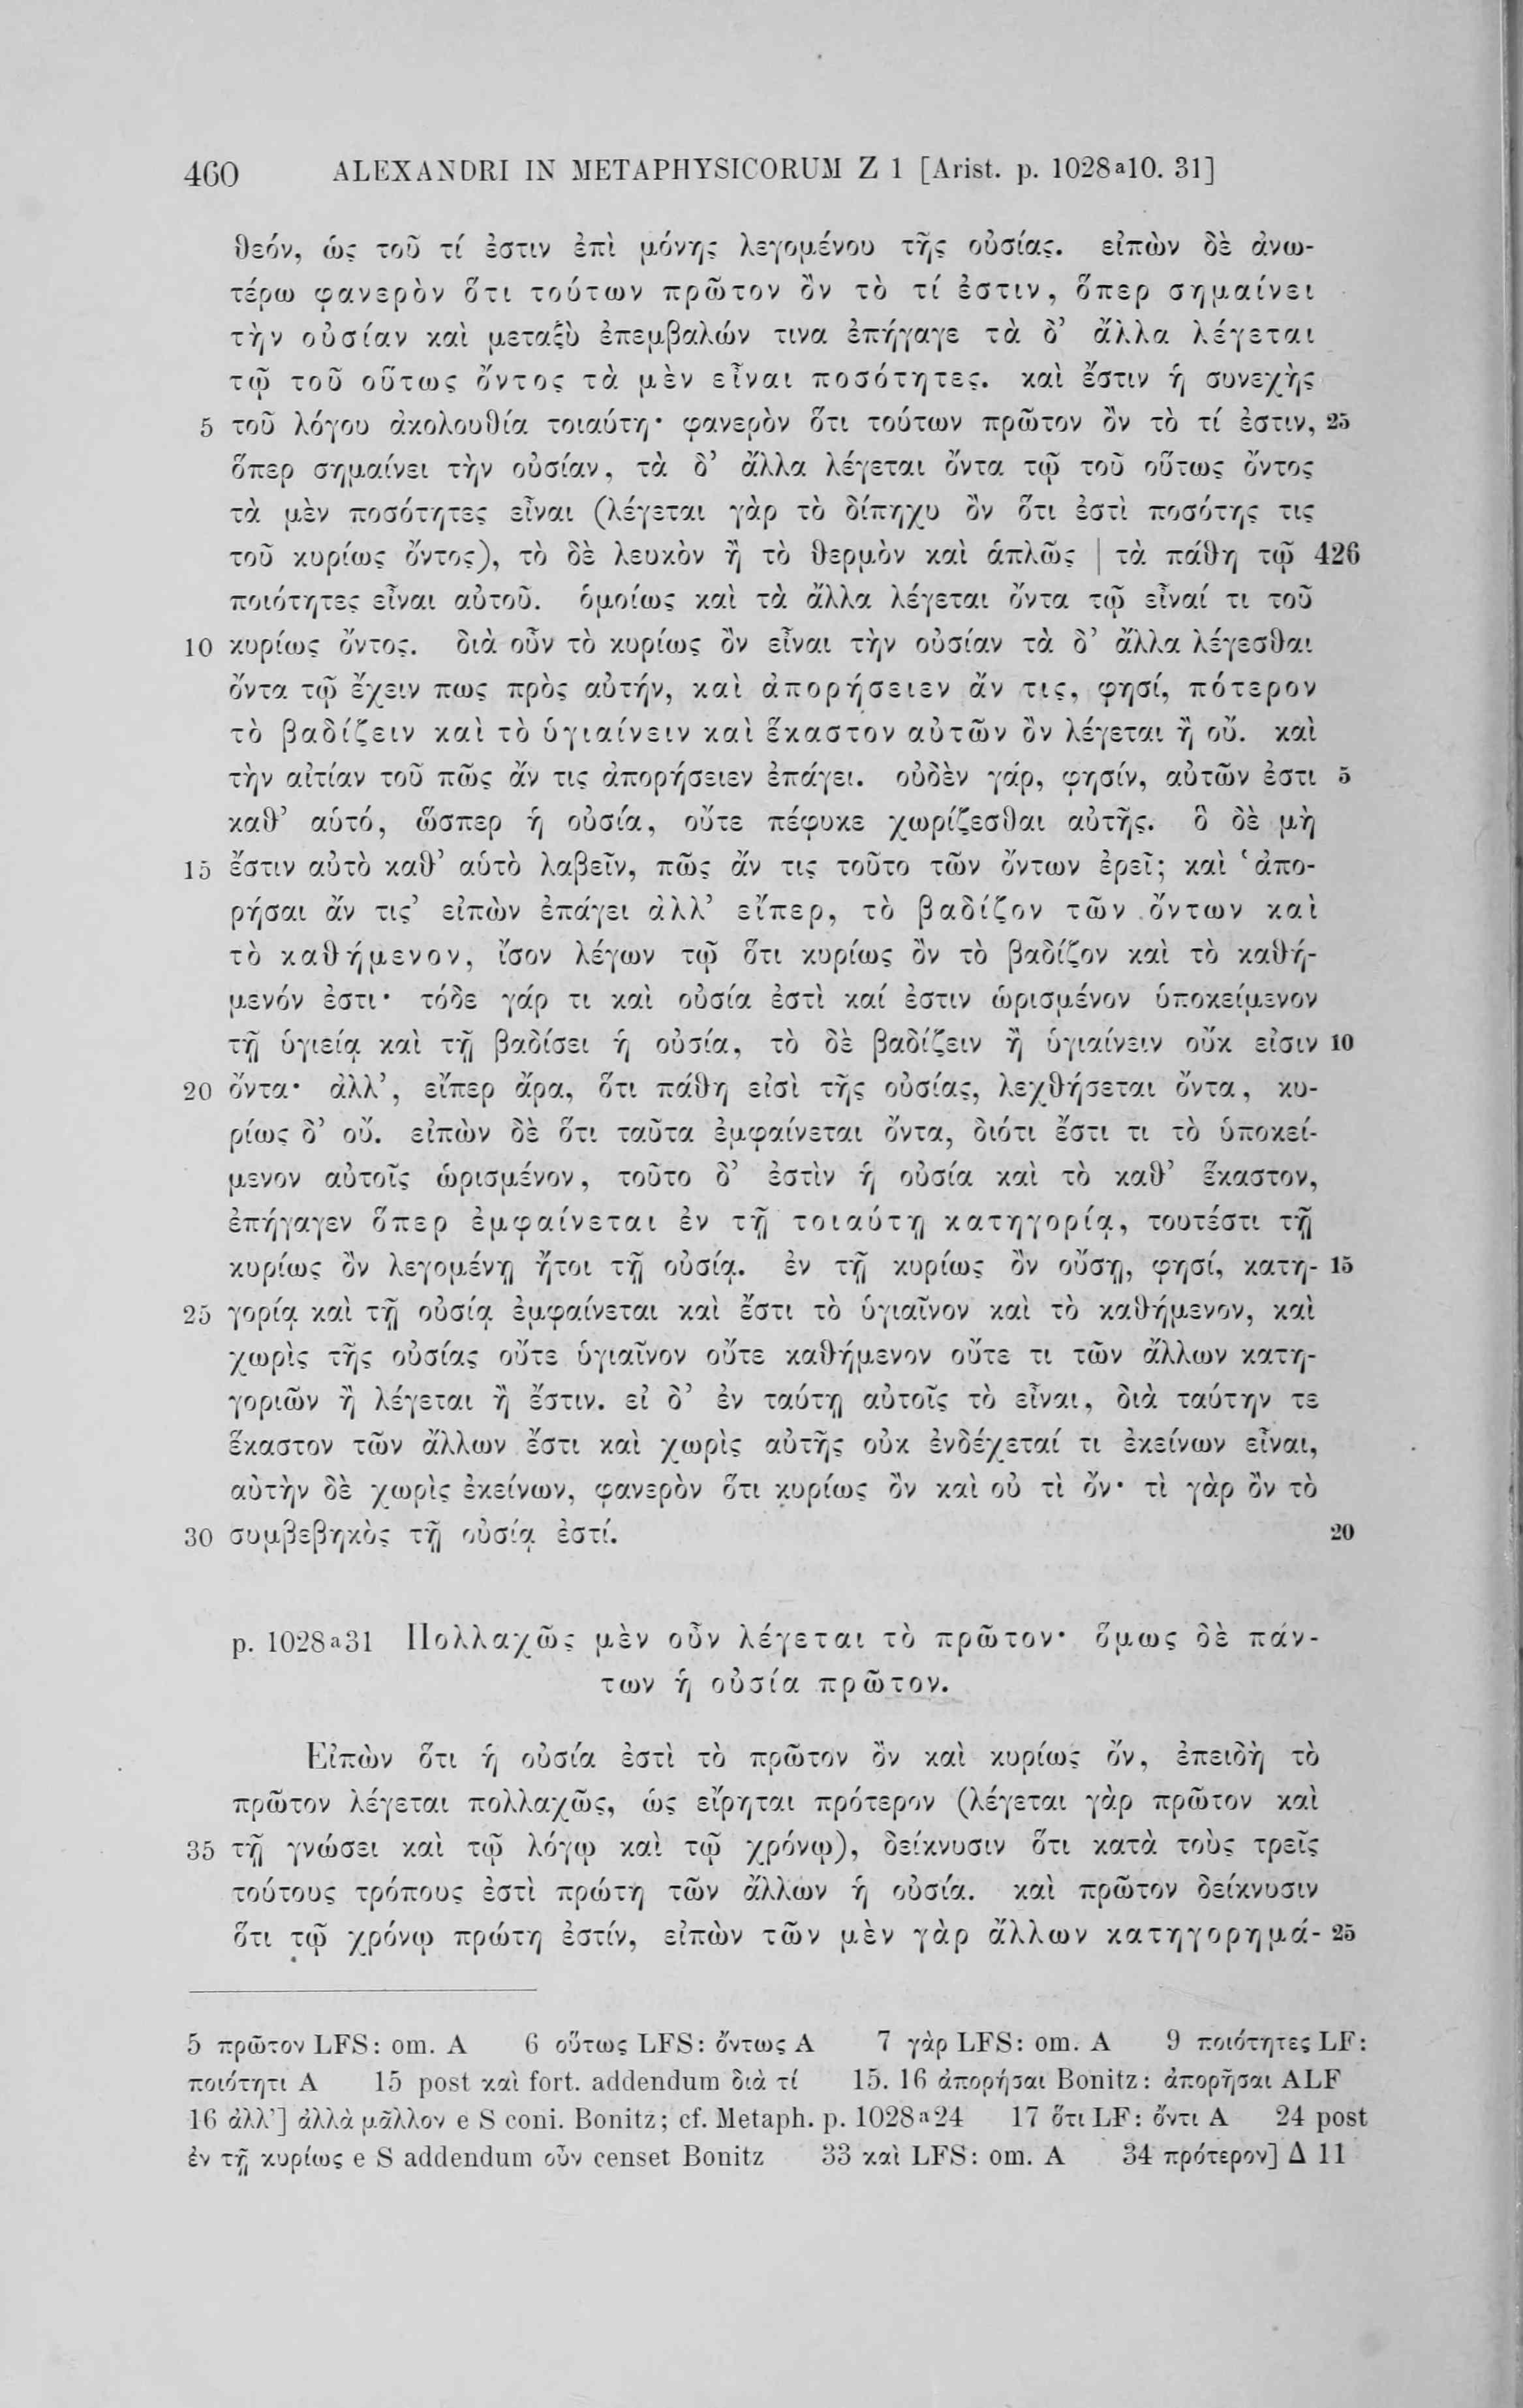 460 ALEXANDRI IN METAPHYSICORUM Z 1 [Arist. p. 1028ᵃ10. 31]
θεόν, ὡς τοῦ τί ἐστιν ἐπὶ μόνης λεγομένου τῆς οὐσίας. εἰπὼν δὲ ἀνω-
τέρω φανερὸν ὅτι τούτων πρῶτον ὂν τὸ τί ἐστιν, ὅπερ σημαίνει
τὴν οὐσίαν καὶ μεταξὺ ἐπεμβαλών τινα ἐπήγαγε τὰ δ’ ἄλλα λέγεται
τῷ τοῦ οὕτως ὄντος τὰ μὲν εἶναι ποσότητες. καὶ ἔστιν ἡ συνεχὴς
5 τοῦ λόγου ἀκολουθία τοιαύτη· φανερὸν ὅτι τούτων πρῶτον ὂν τὸ τί ἐστιν, 25
ὅπερ σημαίνει τὴν οὐσίαν, τὰ δ’ ἄλλα λέγεται ὄντα τῷ τοῦ οὕτως ὄντος
τὰ μὲν ποσότητες εἶναι (λέγεται γὰρ τὸ δίπηχυ ὂν ὅτι ἐστὶ ποσότης τις
τοῦ κυρίως ὄντος), τὸ δὲ λευκὸν ἢ τὸ θερμὸν καὶ ἁπλῶς | τὰ πάθη τῷ 426
ποιότητες εἶναι αὐτοῦ. ὁμοίως καὶ τὰ ἄλλα λέγεται ὄντα τῷ εἶναί τι τοῦ
10 κυρίως ὄντος. διὰ οὖν τὸ κυρίως ὂν εἶναι τὴν οὐσίαν τὰ δ’ ἄλλα λέγεσθαι
ὄντα τῷ ἔχειν πως πρὸς αὐτήν, καὶ ἀπορήσειεν ἄν τις, φησί, πότερον
τὸ βαδίζειν καὶ τὸ ὑγιαίνειν καὶ ἕκαστον αὐτῶν ὂν λέγεται ἢ οὔ. καὶ
τὴν αἰτίαν τοῦ πῶς ἄν τις ἀπορήσειεν ἐπάγει. οὐδὲν γάρ, φησίν, αὐτῶν ἐστι 5
καθ’ αὑτό, ὥσπερ ἡ οὐσία, οὔτε πέφυκε χωρίζεσθαι αὐτῆς. ὃ δὲ μὴ
15 ἔστιν αὐτὸ καθ’ αὑτὸ λαβεῖν, πῶς ἄν τις τοῦτο τῶν ὄντων ἐρεῖ; καὶ ‘ἀπο-
ρήσαι ἄν τις’ εἰπὼν ἐπάγει ἀλλ’ εἴπερ, τὸ βαδίζον τῶν ὄντων καὶ
τὸ καθήμενον, ἴσον λέγων τῷ ὅτι κυρίως ὂν τὸ βαδίζον καὶ τὸ καθή-
μενόν ἐστι· τόδε γάρ τι καὶ οὐσία ἐστὶ καί ἐστιν ὡρισμένον ὑποκείμενον
τῇ ὑγιείᾳ καὶ τῇ βαδίσει ἡ οὐσία, τὸ δὲ βαδίζειν ἢ ὑγιαίνειν οὔκ εἰσιν 10
20 ὄντα· ἀλλ’, εἴπερ ἄρα, ὅτι πάθη εἰσὶ τῆς οὐσίας, λεχθήσεται ὄντα, κυ-
ρίως δ’ οὔ. εἰπὼν δὲ ὅτι ταῦτα ἐμφαίνεται ὄντα, διότι ἔστι τι τὸ ὑποκεί-
μενον αὐτοῖς ὡρισμένον, τοῦτο δ’ ἐστὶν ἡ οὐσία καὶ τὸ καθ’ ἕκαστον,
ἐπήγαγεν ὅπερ ἐμφαίνεται ἐν τῇ τοιαύτῃ κατηγορίᾳ, τουτέστι τῇ
κυρίως ὂν λεγομένῃ ἤτοι τῇ οὐσίᾳ. ἐν τῇ κυρίως ὂν οὔσῃ, φησί, κατη- 15
25 γορίᾳ καὶ τῇ οὐσίᾳ ἐμφαίνεται καὶ ἔστι τὸ ὑγιαῖνον καὶ τὸ καθήμενον, καὶ
χωρὶς τῆς οὐσίας οὔτε ὑγιαῖνον οὔτε καθήμενον οὔτε τι τῶν ἄλλων κατη-
γοριῶν ἢ λέγεται ἢ ἔστιν. εἰ δ’ ἐν ταύτῃ αὐτοῖς τὸ εἶναι, διὰ ταύτην τε
ἕκαστον τῶν ἄλλων ἔστι καὶ χωρὶς αὐτῆς οὐκ ἐνδέχεταί τι ἐκείνων εἶναι,
αὐτὴν δὲ χωρὶς ἐκείνων, φανερὸν ὅτι κυρίως ὂν καὶ οὐ τὶ ὄν· τὶ γὰρ ὂν τὸ
30 συμβεβηκὸς τῇ οὐσίᾳ ἐστί. 20
p. 1028ᵃ31 Πολλαχῶς μὲν οὖν λέγεται τὸ πρῶτον· ὅμως δὲ πάν-
των ἡ οὐσία πρῶτον.
Εἰπὼν ὅτι ἡ οὐσία ἐστὶ τὸ πρῶτον ὂν καὶ κυρίως ὄν, ἐπειδὴ τὸ
πρῶτον λέγεται πολλαχῶς, ὡς εἴρηται πρότερον (λέγεται γὰρ πρῶτον καὶ
35 τῇ γνώσει καὶ τῷ λόγῳ καὶ τῷ χρόνῳ), δείκνυσιν ὅτι κατὰ τοὺς τρεῖς
τούτους τρόπους ἐστὶ πρώτη τῶν ἄλλων ἡ οὐσία. καὶ πρῶτον δείκνυσιν
ὅτι τῷ χρόνῳ πρώτη ἐστίν, εἰπὼν τῶν μὲν γὰρ ἄλλων κατηγορημά- 25
5 πρῶτον LFS: om. A 6 οὕτως LFS: ὄντως A 7 γὰρ LFS: om. A 9 ποιότητες LF:
ποιότητι A 15 post καὶ fort. addendum διὰ τί 15. 16 ἀπορήσαι Bonitz: ἀπορῆσαι ALF
16 ἀλλ’] ἀλλὰ μᾶλλον e S coni. Bonitz; cf. Metaph. p. 1028ᵃ24 17 ὅτι LF: ὄντι A 24 post
ἐν τῇ κυρίως e S addendum οὖν censet Bonitz 33 καὶ LFS: om. A 34 πρότερον] Δ 11